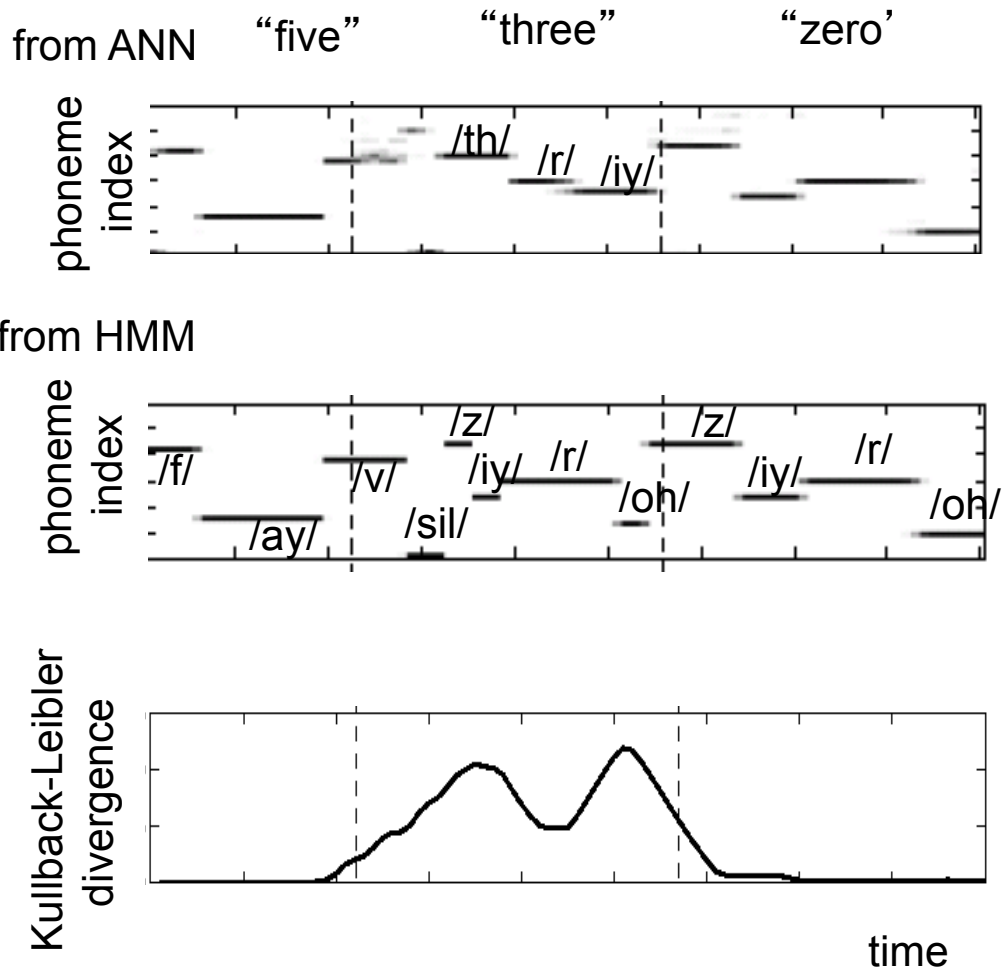 from ANN “five” “three” “zero’
phoneme
index
/th/
/r/
/iy/
from HMM
phoneme
index
/z/ /z/
/f/ /iy/ /r/ /iy/ /r/
/v/ /oh/ /oh/
/ay/ /sil/
Kullback-Leibler
divergence
time